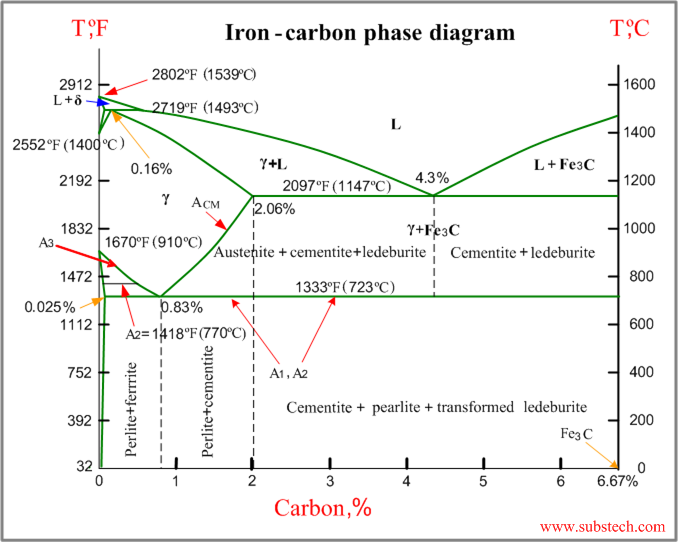 T,ºF
Iron-carbon phase diagram
T,ºC
2802ºF (1539ºC)
2912
1600
L+δ
2719ºF (1493ºC)
L
2552ºF (1400ºC)
1400
0.16%
γ+L
L + Fe3C
2192
4.3%
1200
2097ºF (1147ºC)
γ
ACM
2.06%
1832
γ+Fe3C
1000
A3
1670ºF (910ºC)
Austenite + cementite+ledeburite
Cementite + ledeburite
1472
1333ºF (723ºC)
800
0.025%
0.83%
1112
A2=1418ºF(770ºC)
600
A1, A2
752
400
Perlite+ferrrite
Perlite+cementite
Cementite + pearlite + transformed ledeburite
392
200
Fe3C
32
0
0
1
2
3
4
5
6
6.67%
Carbon,%
www.substech.com